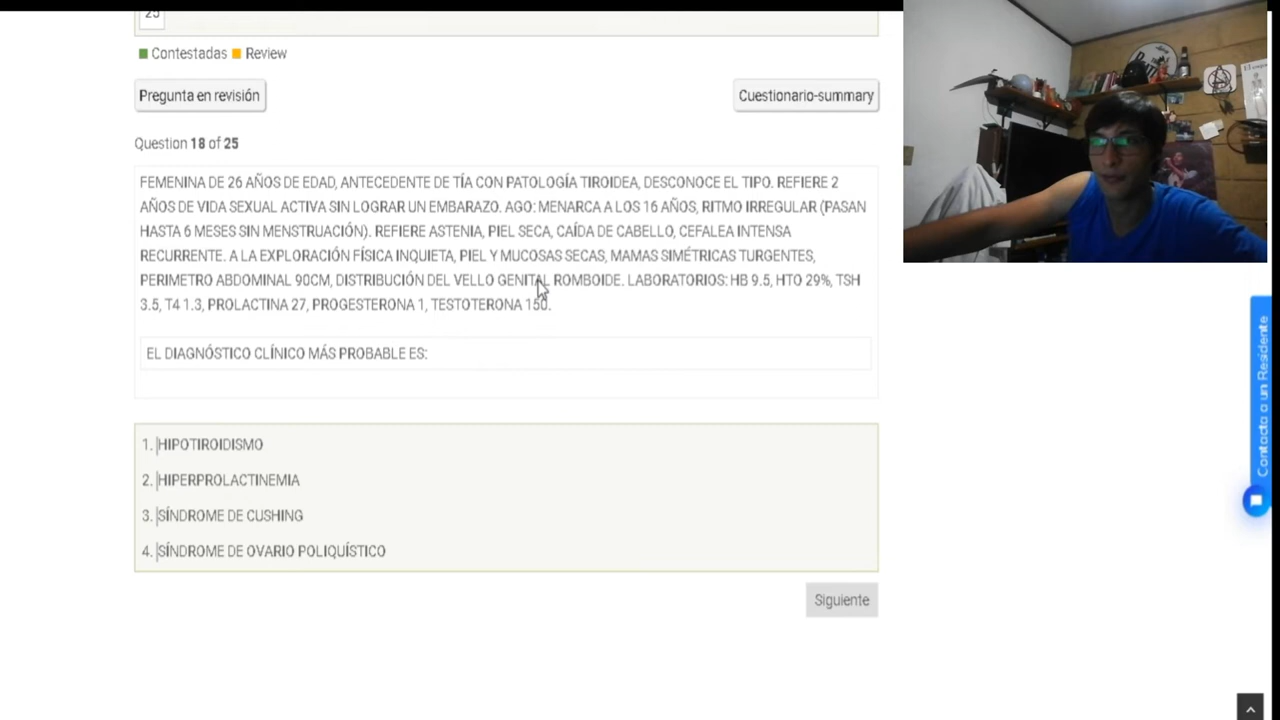 25
Contestadas Review
Pregunta en revisión
Cuestionario-summary
Question 18 of 25
FEMENINA DE 26 AÑOS DE EDAD, ANTECEDENTE DE TÍA CON PATOLOGÍA TIROIDEA, DESCONOCE EL TIPO. REFIERE 2
AÑOS DE VIDA SEXUAL ACTIVA SIN LOGRAR UN EMBARAZO. AGO: MENARCA A LOS 16 AÑOS, RITMO IRREGULAR (PASAN
HASTA 6 MESES SIN MENSTRUACIÓN). REFIERE ASTENIA, PIEL SECA, CAÍDA DE CABELLO, CEFALEA INTENSA
RECURRENTE. A LA EXPLORACIÓN FÍSICA INQUIETA, PIEL Y MUCOSAS SECAS, MAMAS SIMÉTRICAS TURGENTES,
PERIMETRO ABDOMINAL 90CM, DISTRIBUCIÓN DEL VELLO GENITAL ROMBOIDE. LABORATORIOS: HB 9.5, HTO 29%, TSH
3.5, T4 1.3, PROLACTINA 27, PROGESTERONA 1, TESTOTERONA 150.
EL DIAGNÓSTICO CLÍNICO MÁS PROBABLE ES:
1. HIPOTIROIDISMO
2. HIPERPROLACTINEMIA
3. SÍNDROME DE CUSHING
4. SÍNDROME DE OVARIO POLIQUÍSTICO
Siguiente
Contacta a un Residente